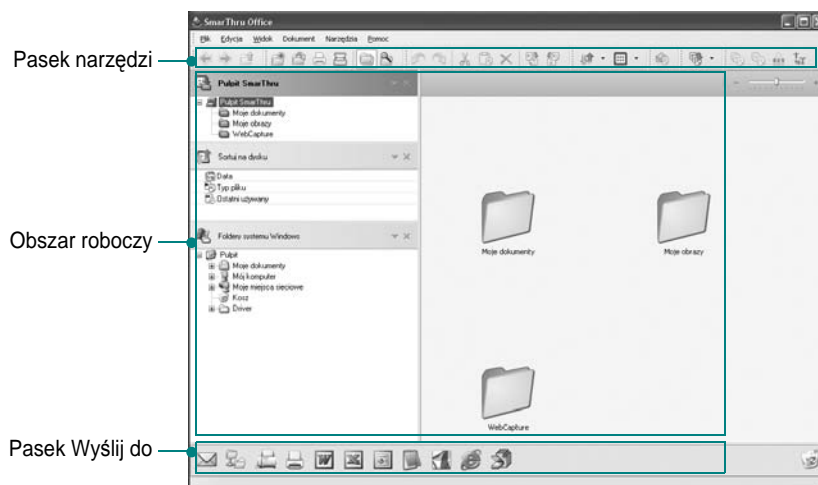 SmarThru Office
Plik Edycja Widok Dokument Narzędzia Pomoc
Pasek narzędzi
Pulpit SmarThru
Pulpit SmarThru
Moje dokumenty
Moje obrazy
WebCapture
Sortuj na dysku
Data
Typ pliku
Ostatni używany
Obszar roboczy
Foldery systemu Windows
Pulpit
Moje dokumenty
Mój komputer
Moje miejsca sieciowe
Kosz
Driver
Moje dokumenty
Moje obrazy
WebCapture
Pasek Wyślij do